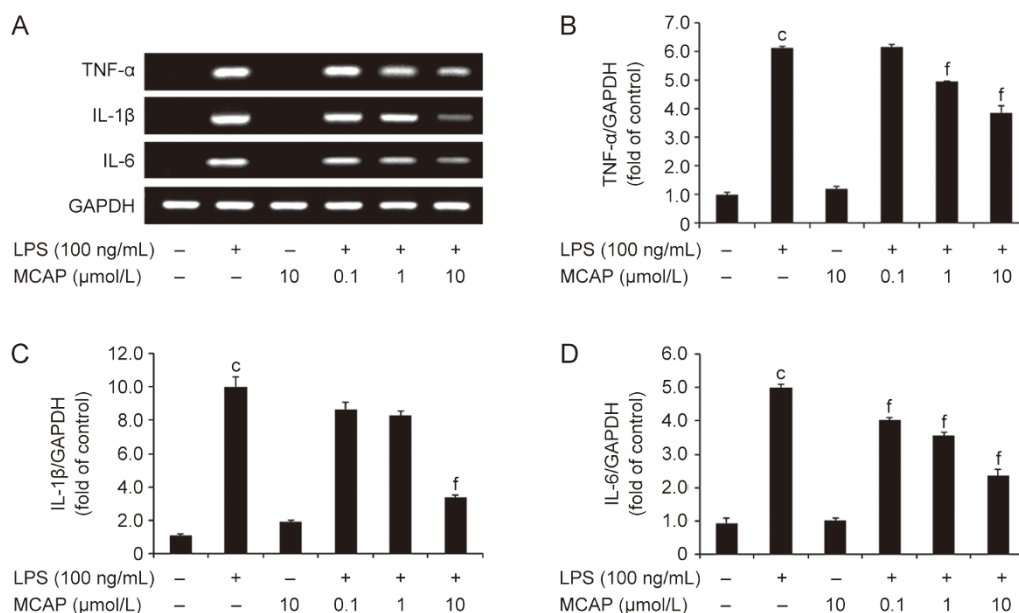 A
TNF-α
IL-1β
IL-6
GAPDH
LPS (100 ng/mL) – + – + + +
MCAP (μmol/L) – – 10 0.1 1 10
B
TNF-α/GAPDH
(fold of control)
7.0
6.0
5.0
4.0
3.0
2.0
1.0
0
c
f
f
LPS (100 ng/mL) – + – + + +
MCAP (μmol/L) – – 10 0.1 1 10
C
IL-1β/GAPDH
(fold of control)
12.0
10.0
8.0
6.0
4.0
2.0
0
c
f
LPS (100 ng/mL) – + – + + +
MCAP (μmol/L) – – 10 0.1 1 10
D
IL-6/GAPDH
(fold of control)
6.0
5.0
4.0
3.0
2.0
1.0
0
c
f
f
f
LPS (100 ng/mL) – + – + + +
MCAP (μmol/L) – – 10 0.1 1 10